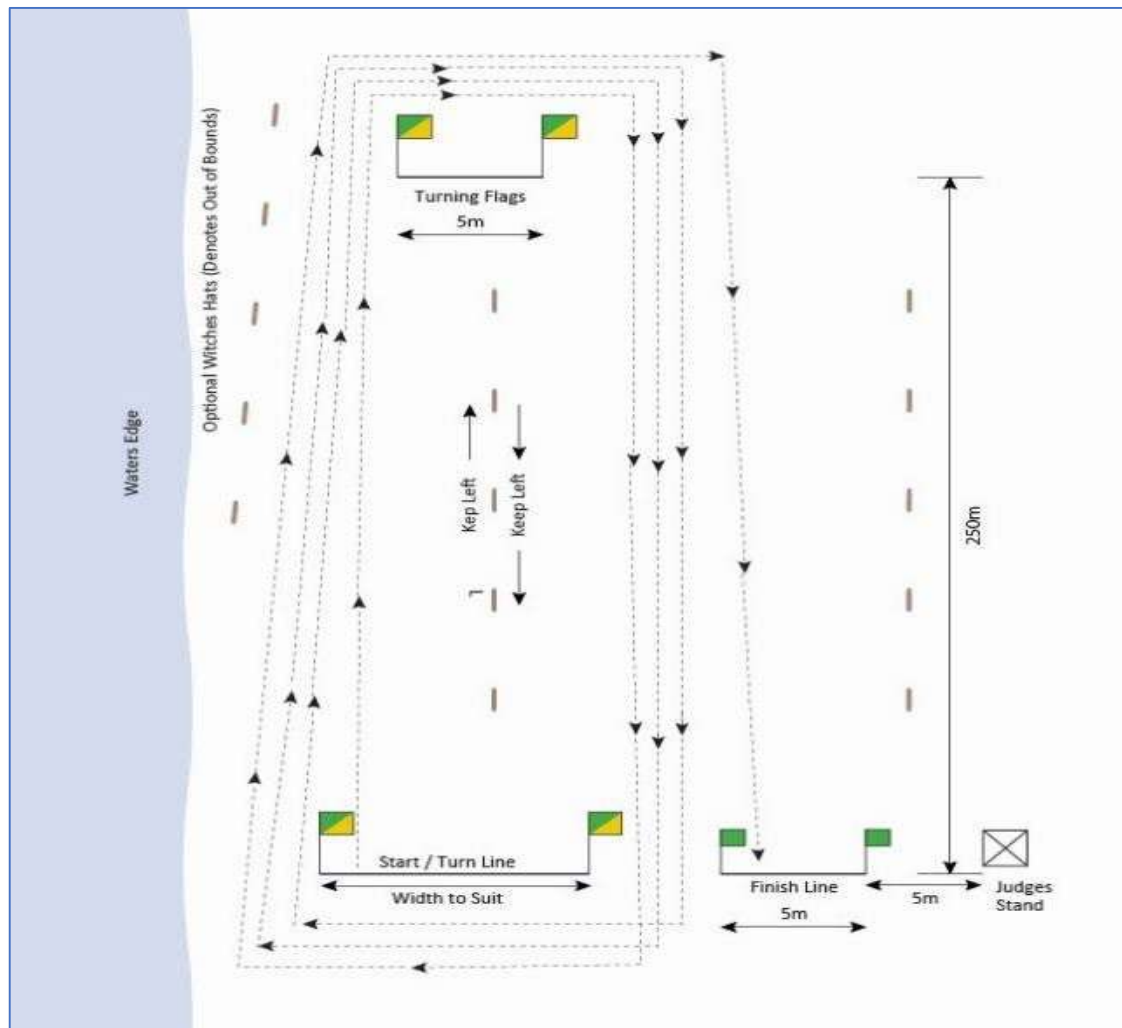 Optional Witches Hats (Denotes Out of Bounds)
Waters Edge
Turning Flags
5m
Kep Left
Keep Left
250m
Start / Turn Line
Width to Suit
Finish Line
5m
5m
Judges
Stand